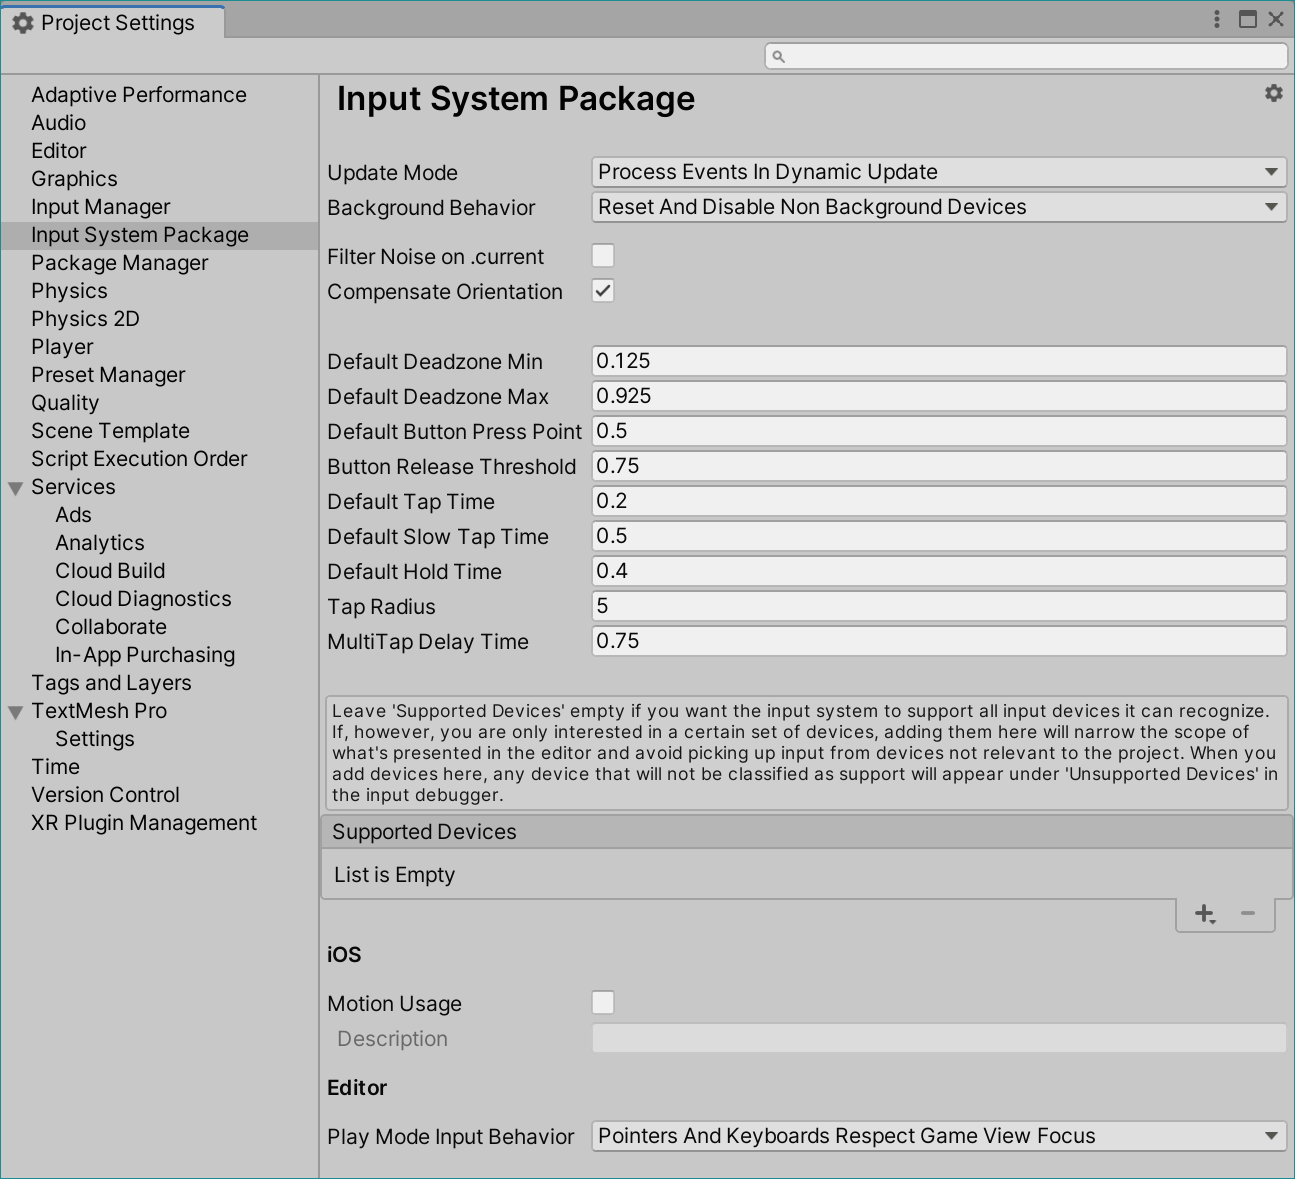 Project Settings
Adaptive Performance
Audio
Editor
Graphics
Input Manager
Input System Package
Package Manager
Physics
Physics 2D
Player
Preset Manager
Quality
Scene Template
Script Execution Order
Services
Ads
Analytics
Cloud Build
Cloud Diagnostics
Collaborate
In-App Purchasing
Tags and Layers
TextMesh Pro
Settings
Time
Version Control
XR Plugin Management
Input System Package
Update Mode Process Events In Dynamic Update
Background Behavior Reset And Disable Non Background Devices
Filter Noise on .current
Compensate Orientation
Default Deadzone Min 0.125
Default Deadzone Max 0.925
Default Button Press Point 0.5
Button Release Threshold 0.75
Default Tap Time 0.2
Default Slow Tap Time 0.5
Default Hold Time 0.4
Tap Radius 5
MultiTap Delay Time 0.75
Leave 'Supported Devices' empty if you want the input system to support all input devices it can recognize.
If, however, you are only interested in a certain set of devices, adding them here will narrow the scope of
what's presented in the editor and avoid picking up input from devices not relevant to the project. When you
add devices here, any device that will not be classified as support will appear under 'Unsupported Devices' in
the input debugger.
Supported Devices
List is Empty
iOS
Motion Usage
Description
Editor
Play Mode Input Behavior Pointers And Keyboards Respect Game View Focus